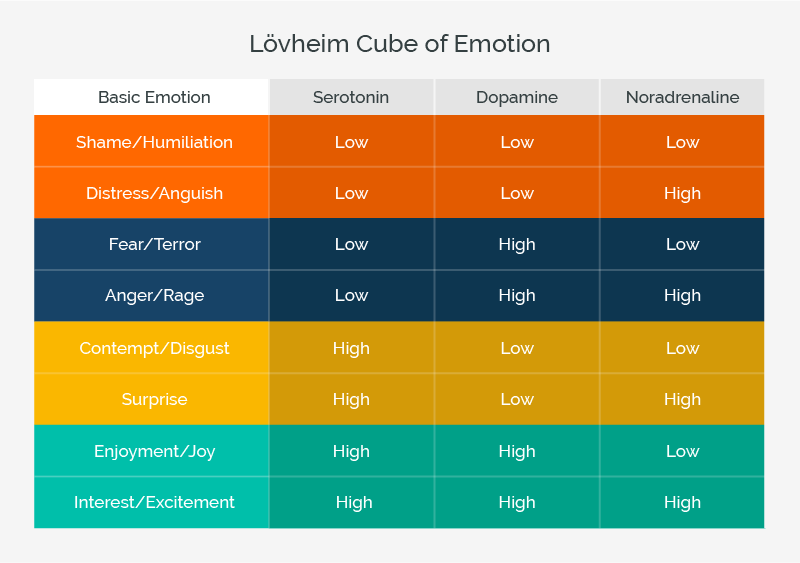 Lövheim Cube of Emotion
Basic Emotion Serotonin Dopamine Noradrenaline
Shame/Humiliation Low Low Low
Distress/Anguish Low Low High
Fear/Terror Low High Low
Anger/Rage Low High High
Contempt/Disgust High Low Low
Surprise High Low High
Enjoyment/Joy High High Low
Interest/Excitement High High High